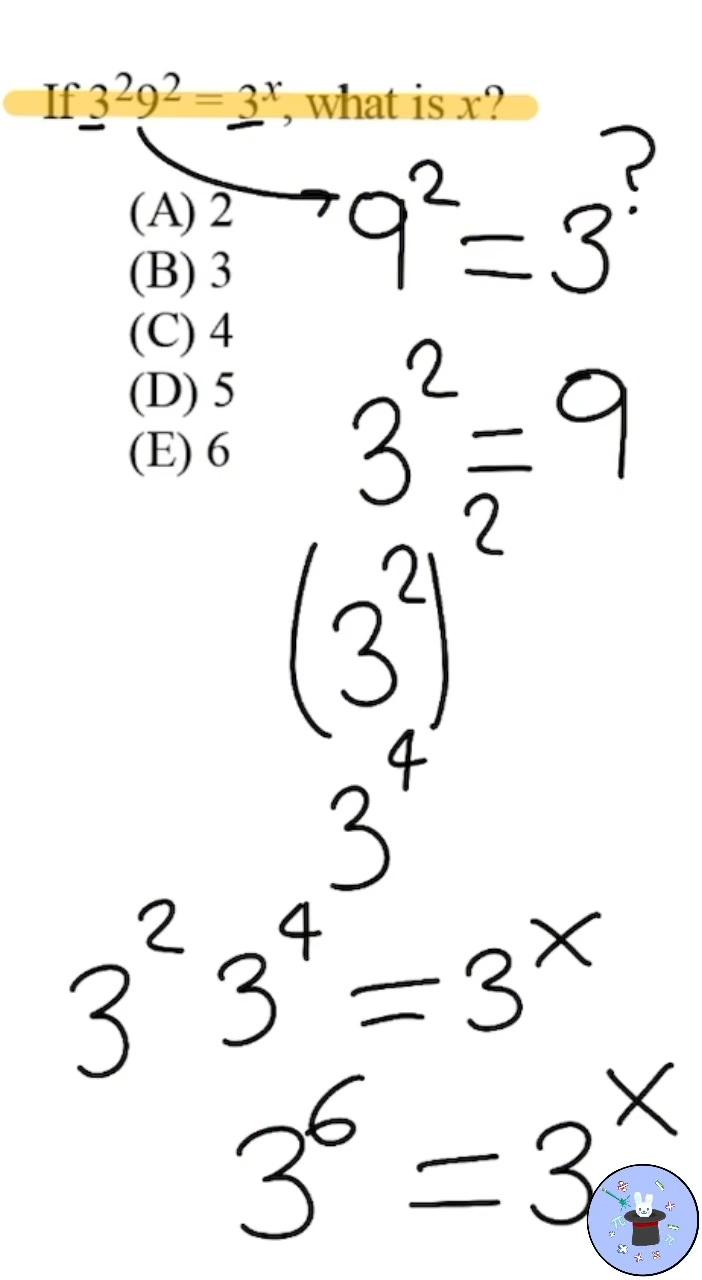 If 3²9² = 3ˣ, what is x?
(A) 2
(B) 3
(C) 4
(D) 5
(E) 6
9² = 3^?
3² = 9
(3²)²
3⁴
3² 3⁴ = 3ˣ
3⁶ = 3ˣ